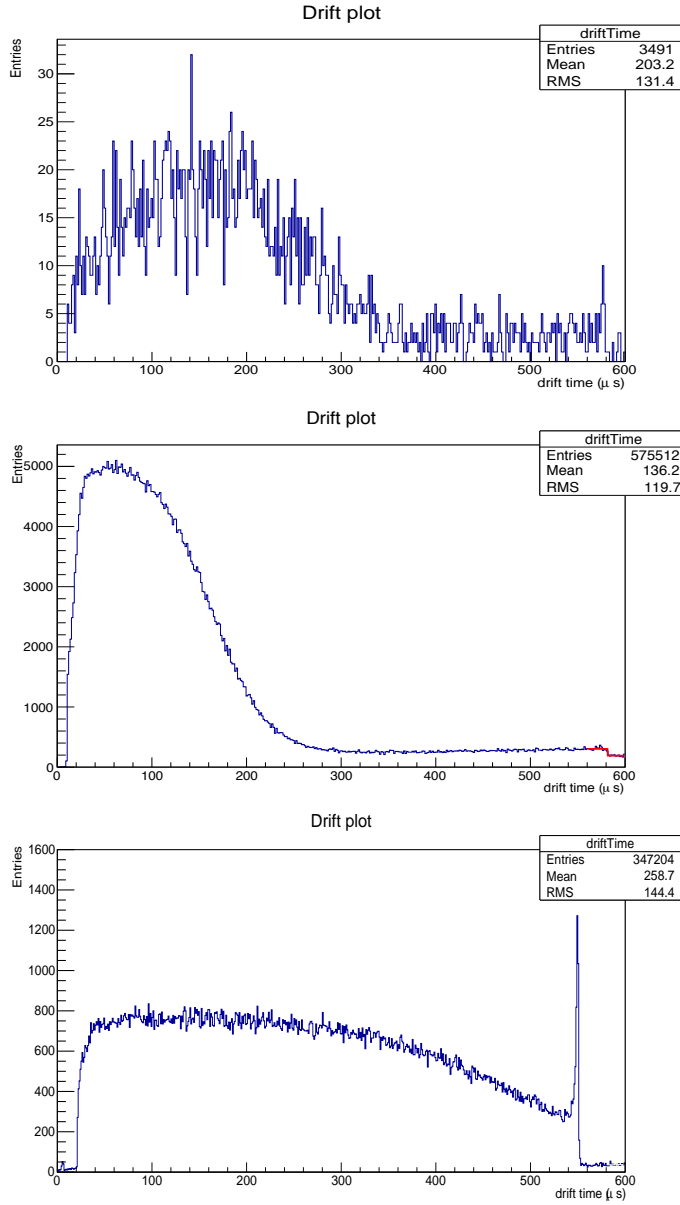 Drift plot
driftTime
Entries 3491
Mean 203.2
RMS 131.4
Entries
30
25
20
15
10
5
0
0 100 200 300 400 500 600
drift time (μ s)
Drift plot
driftTime
Entries 575512
Mean 136.2
RMS 119.7
Entries
5000
4000
3000
2000
1000
0
0 100 200 300 400 500 600
drift time (μ s)
Drift plot
driftTime
Entries 347204
Mean 258.7
RMS 144.4
Entries
1600
1400
1200
1000
800
600
400
200
0
0 100 200 300 400 500 600
drift time (μ s)